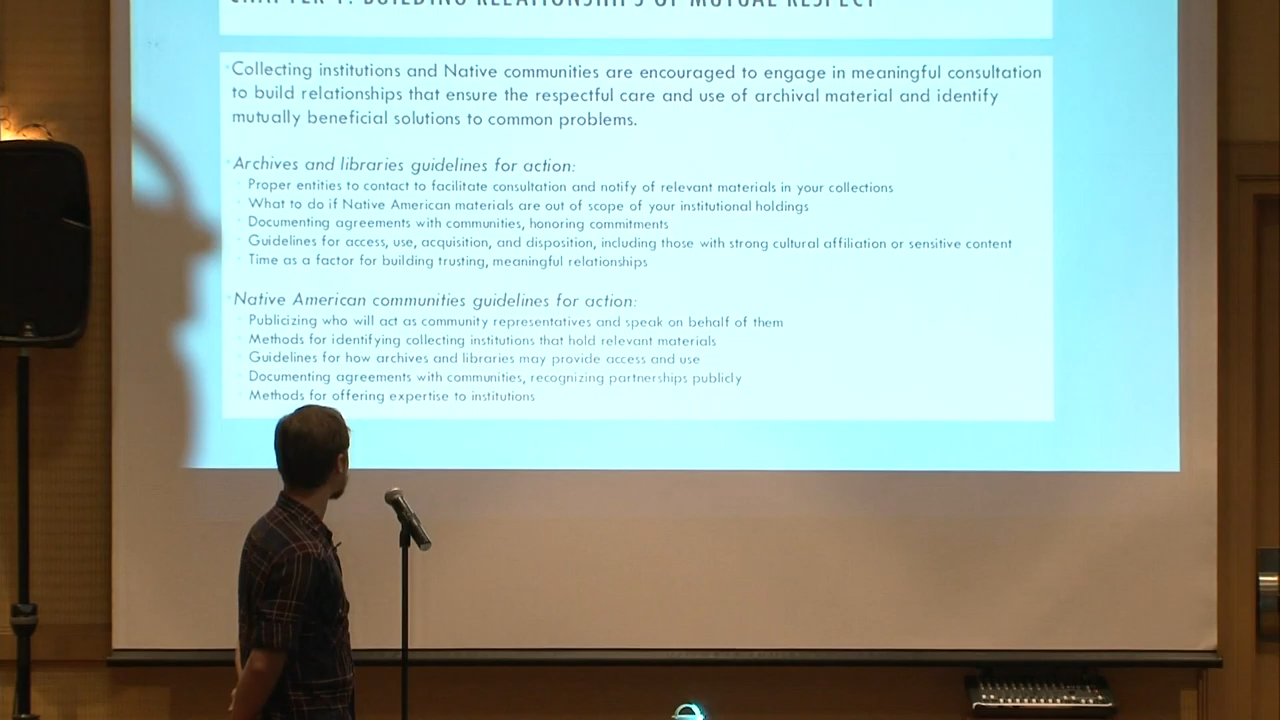 CHAPTER 1: BUILDING RELATIONSHIPS OF MUTUAL RESPECT
Collecting institutions and Native communities are encouraged to engage in meaningful consultation
to build relationships that ensure the respectful care and use of archival material and identify
mutually beneficial solutions to common problems.
Archives and libraries guidelines for action:
Proper entities to contact to facilitate consultation and notify of relevant materials in your collections
What to do if Native American materials are out of scope of your institutional holdings
Documenting agreements with communities, honoring commitments
Guidelines for access, use, acquisition, and disposition, including those with strong cultural affiliation or sensitive content
Time as a factor for building trusting, meaningful relationships
Native American communities guidelines for action:
Publicizing who will act as community representatives and speak on behalf of them
Methods for identifying collecting institutions that hold relevant materials
Guidelines for how archives and libraries may provide access and use
Documenting agreements with communities, recognizing partnerships publicly
Methods for offering expertise to institutions